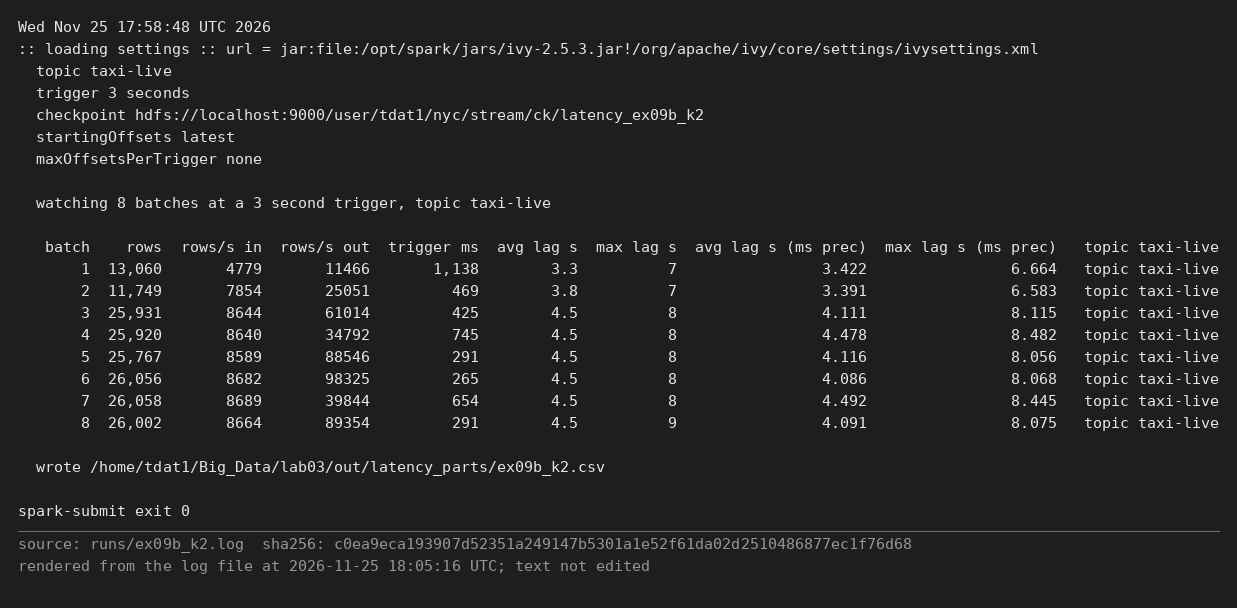 Wed Nov 25 17:58:48 UTC 2026
:: loading settings :: url = jar:file:/opt/spark/jars/ivy-2.5.3.jar!/org/apache/ivy/core/settings/ivysettings.xml
topic taxi-live
trigger 3 seconds
checkpoint hdfs://localhost:9000/user/tdat1/nyc/stream/ck/latency_ex09b_k2
startingOffsets latest
maxOffsetsPerTrigger none
watching 8 batches at a 3 second trigger, topic taxi-live
batch rows rows/s in rows/s out trigger ms avg lag s max lag s avg lag s (ms prec) max lag s (ms prec) topic taxi-live
1 13,060 4779 11466 1,138 3.3 7 3.422 6.664 topic taxi-live
2 11,749 7854 25051 469 3.8 7 3.391 6.583 topic taxi-live
3 25,931 8644 61014 425 4.5 8 4.111 8.115 topic taxi-live
4 25,920 8640 34792 745 4.5 8 4.478 8.482 topic taxi-live
5 25,767 8589 88546 291 4.5 8 4.116 8.056 topic taxi-live
6 26,056 8682 98325 265 4.5 8 4.086 8.068 topic taxi-live
7 26,058 8689 39844 654 4.5 8 4.492 8.445 topic taxi-live
8 26,002 8664 89354 291 4.5 9 4.091 8.075 topic taxi-live
wrote /home/tdat1/Big_Data/lab03/out/latency_parts/ex09b_k2.csv
spark-submit exit 0
source: runs/ex09b_k2.log sha256: c0ea9eca193907d52351a249147b5301a1e52f61da02d2510486877ec1f76d68
rendered from the log file at 2026-11-25 18:05:16 UTC; text not edited